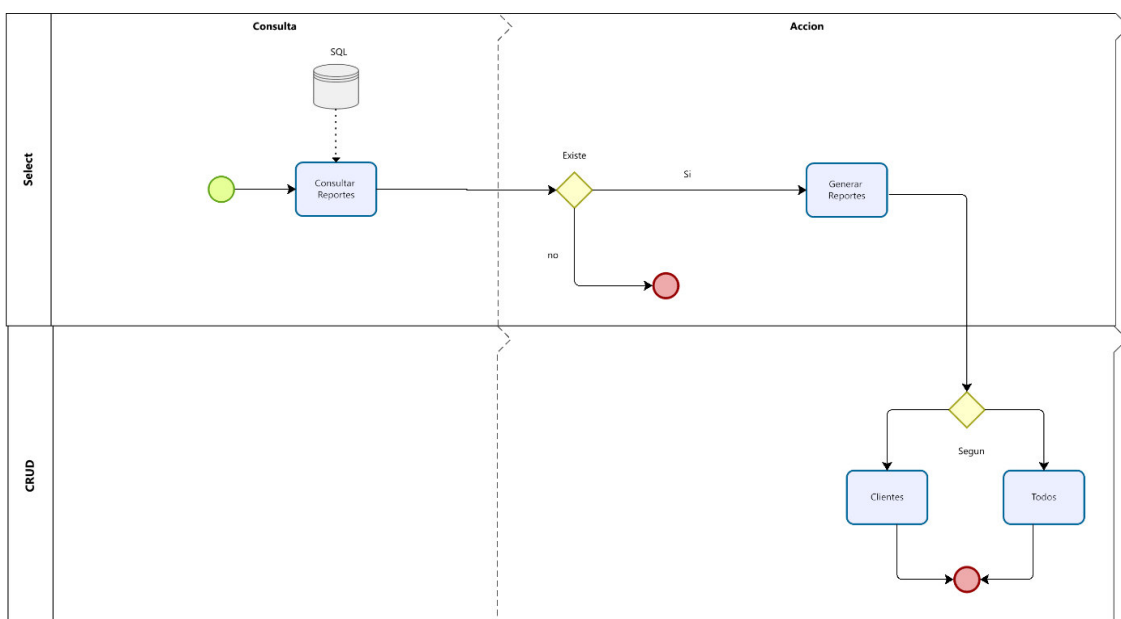 Consulta
Accion
SQL
Select
Existe
Consultar
Reportes
Si
Generar
Reportes
no
CRUD
Segun
Clientes
Todos